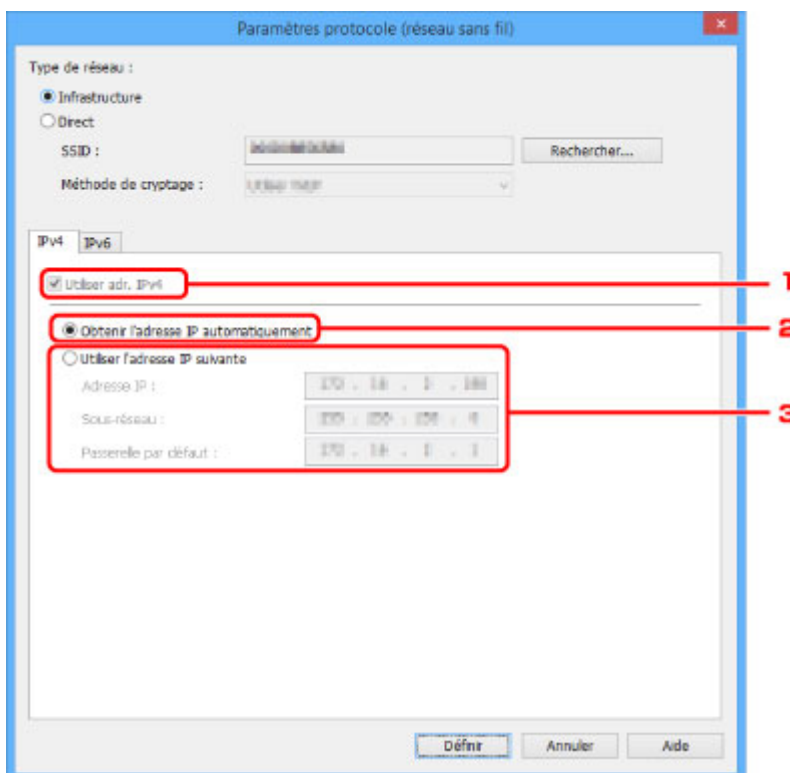 Paramètres protocole (réseau sans fil)
Type de réseau :
Infrastructure
Direct
SSID :
Rechercher...
Méthode de cryptage :
IPv4 IPv6
Utiliser adr. IPv4
1
Obtenir l'adresse IP automatiquement
2
Utiliser l'adresse IP suivante
Adresse IP :
3
Sous-réseau :
Passerelle par défaut :
Définir Annuler Aide